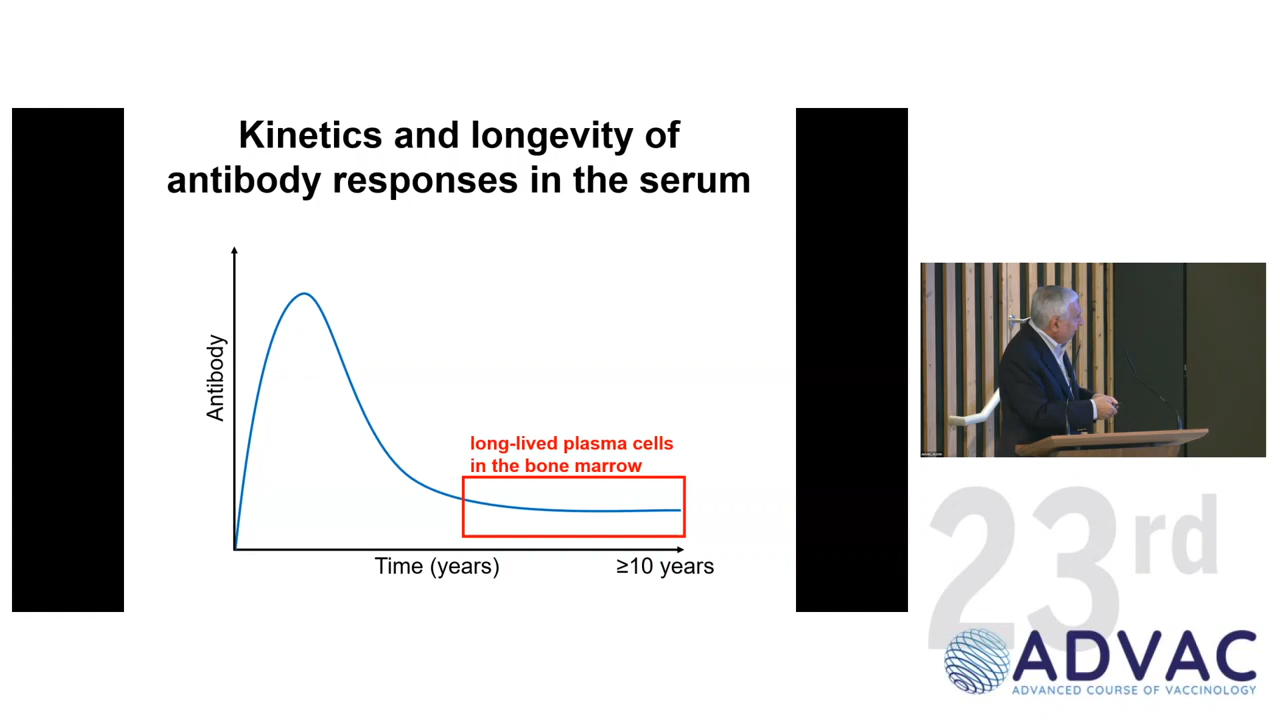 Kinetics and longevity of
antibody responses in the serum
Antibody
long-lived plasma cells
in the bone marrow
Time (years)
≥10 years
23rd
ADVAC
ADVANCED COURSE OF VACCINOLOGY